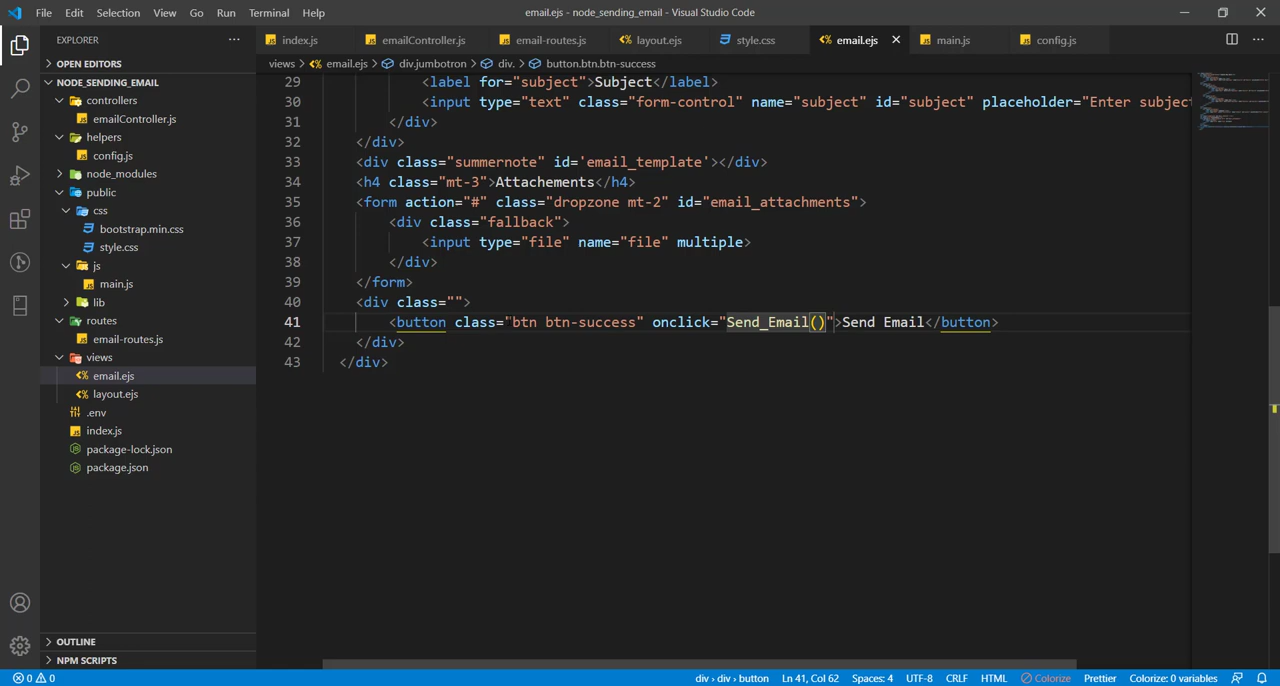 File Edit Selection View Go Run Terminal Help
email.ejs - node_sending_email - Visual Studio Code
EXPLORER
OPEN EDITORS
NODE_SENDING_EMAIL
controllers
emailController.js
helpers
config.js
node_modules
public
css
bootstrap.min.css
style.css
js
main.js
lib
routes
email-routes.js
views
email.ejs
layout.ejs
.env
index.js
package-lock.json
package.json
OUTLINE
NPM SCRIPTS
index.js emailController.js email-routes.js layout.ejs style.css email.ejs main.js config.js
views > email.ejs > div.jumbotron > div. > button.btn.btn-success
29 <label for="subject">Subject</label>
30 <input type="text" class="form-control" name="subject" id="subject" placeholder="Enter subject
31 </div>
32 </div>
33 <div class="summernote" id='email_template'></div>
34 <h4 class="mt-3">Attachements</h4>
35 <form action="#" class="dropzone mt-2" id="email_attachments">
36 <div class="fallback">
37 <input type="file" name="file" multiple>
38 </div>
39 </form>
40 <div class="">
41 <button class="btn btn-success" onclick="Send_Email()">Send Email</button>
42 </div>
43 </div>
0 0 div › div › button Ln 41, Col 62 Spaces: 4 UTF-8 CRLF HTML Colorize Prettier Colorize: 0 variables